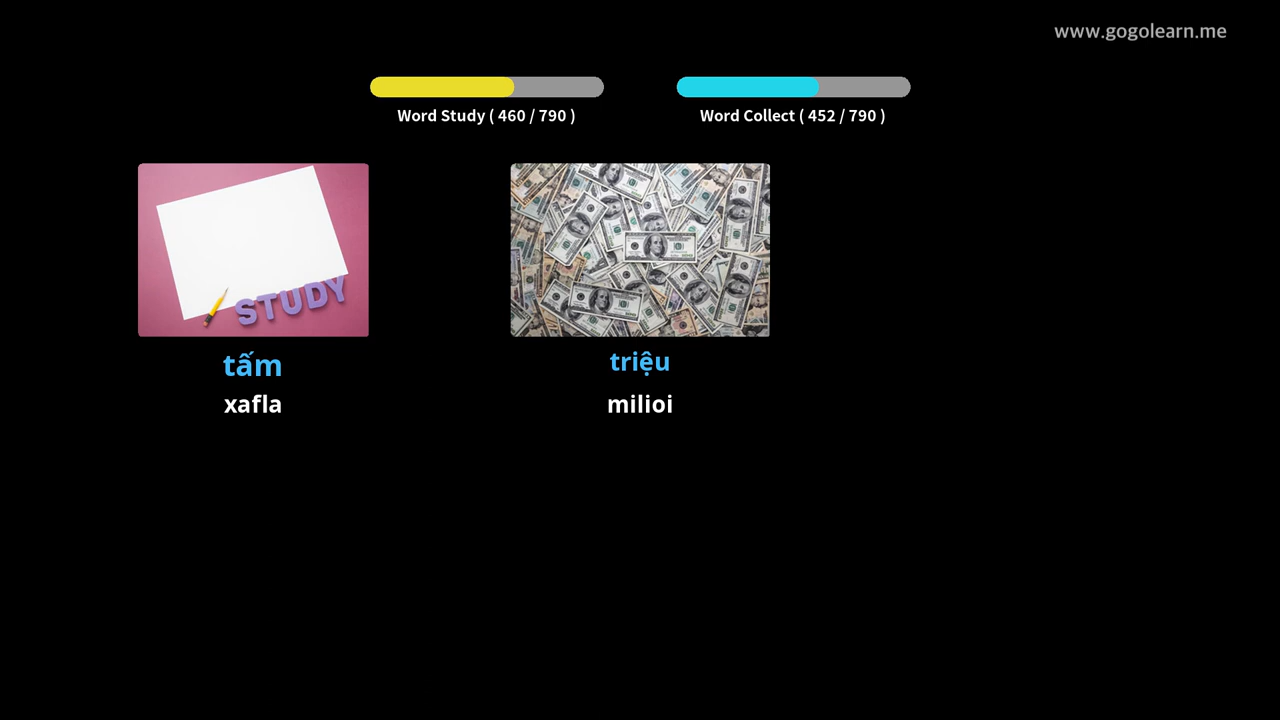 www.gogolearn.me
Word Study ( 460 / 790 )
Word Collect ( 452 / 790 )
STUDY
tấm
triệu
xafla
milioi